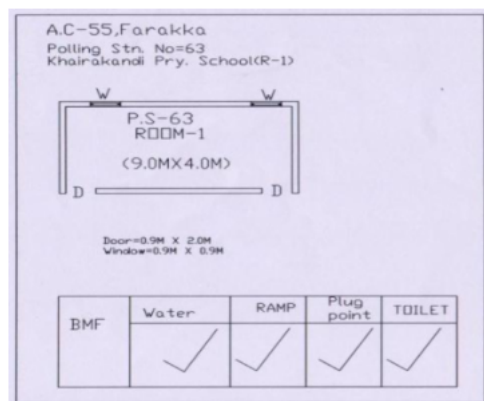 A.C-55,Farakka
Polling Stn. No=63
Khairakandi Pry. School(R-1)
W W
P.S-63
ROOM-1
(9.0MX4.0M)
D D
Door=0.9M X 2.0M
Window=0.9M X 0.9M
BMF Water RAMP Plug point TOILET